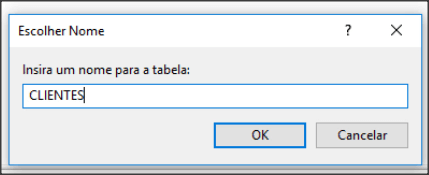 Escolher Nome
?
Insira um nome para a tabela:
CLIENTES
OK Cancelar